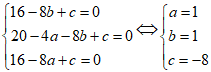 16 − 8b + c = 0
20 − 4a − 8b + c = 0 ⇔
16 − 8a + c = 0
a = 1
b = 1
c = −8